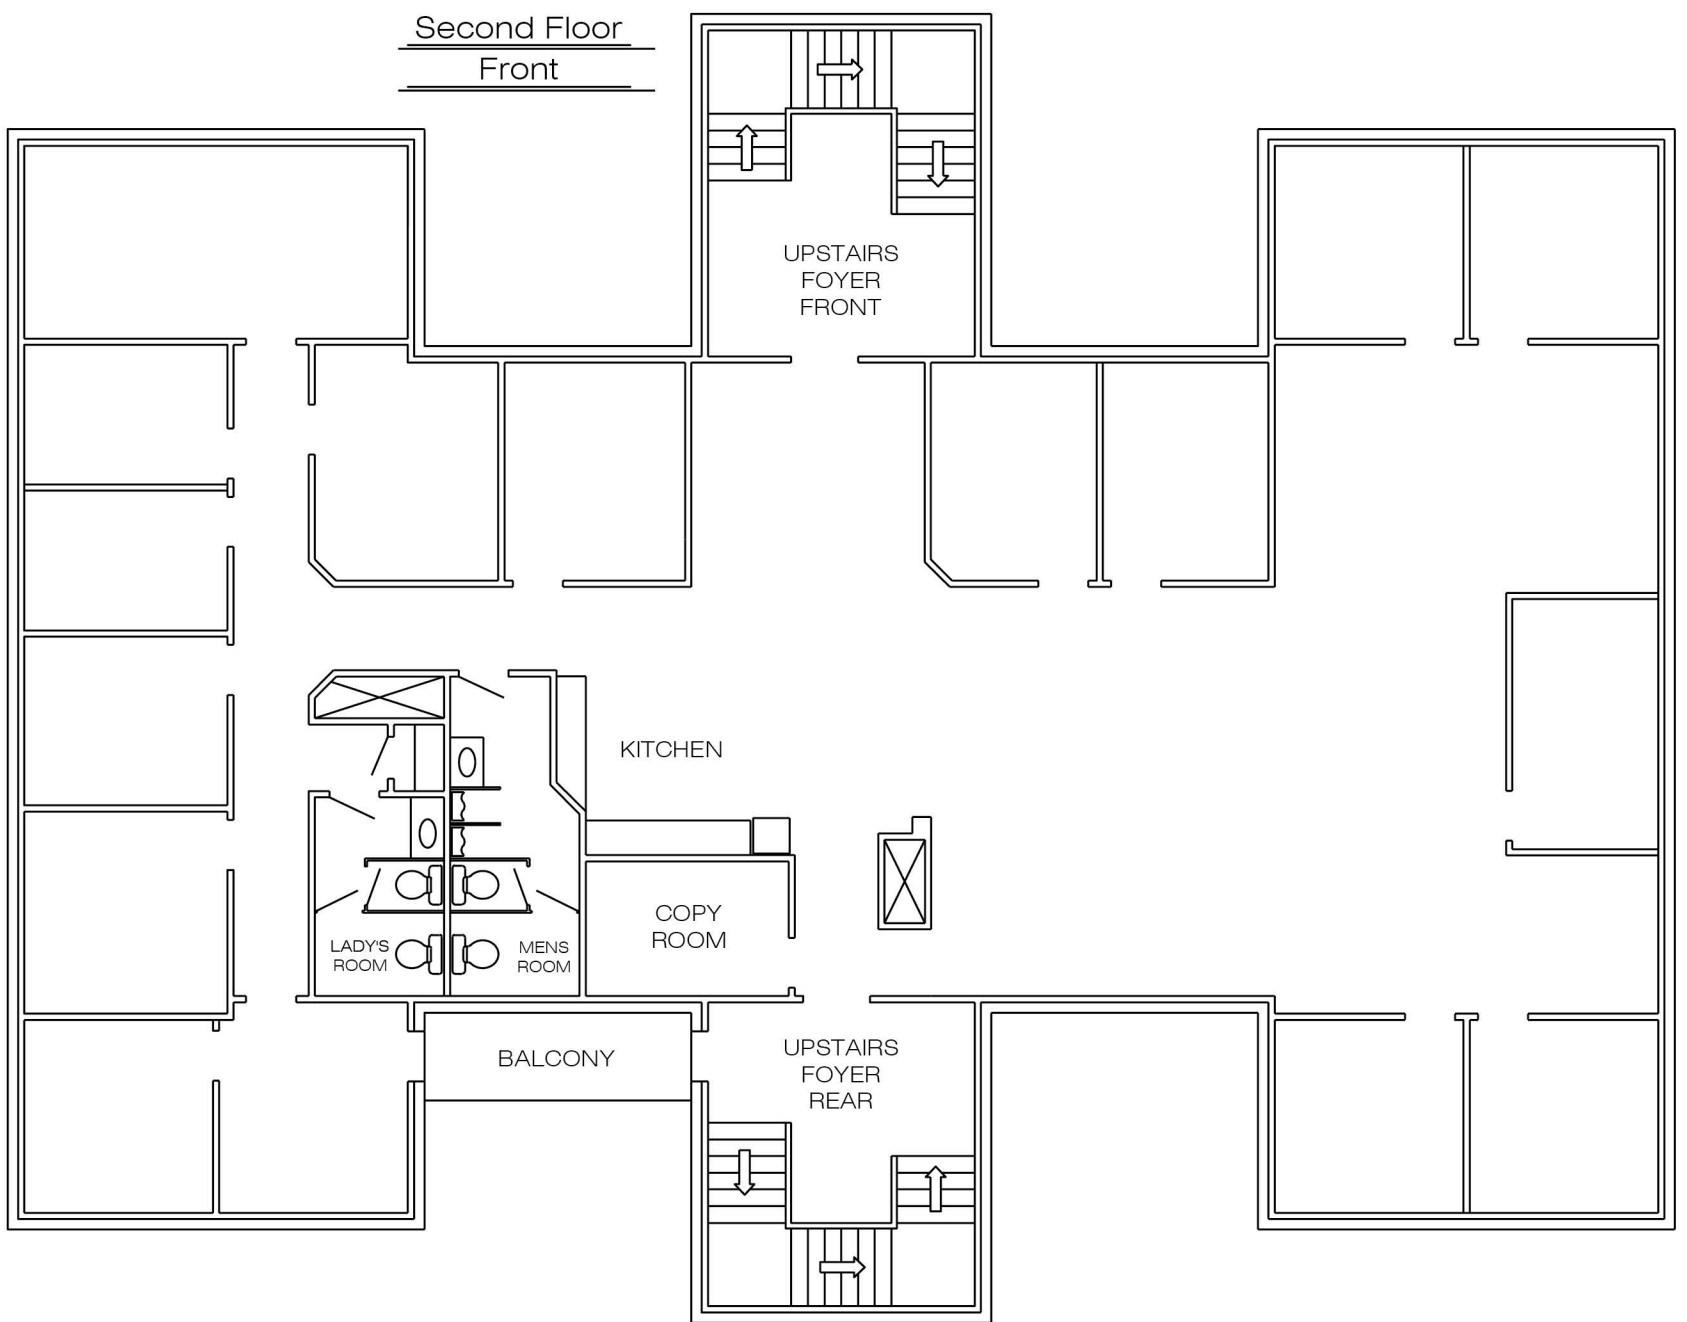 Second Floor
Front
UPSTAIRS
FOYER
FRONT
KITCHEN
COPY
ROOM
LADY'S
ROOM
MENS
ROOM
BALCONY
UPSTAIRS
FOYER
REAR